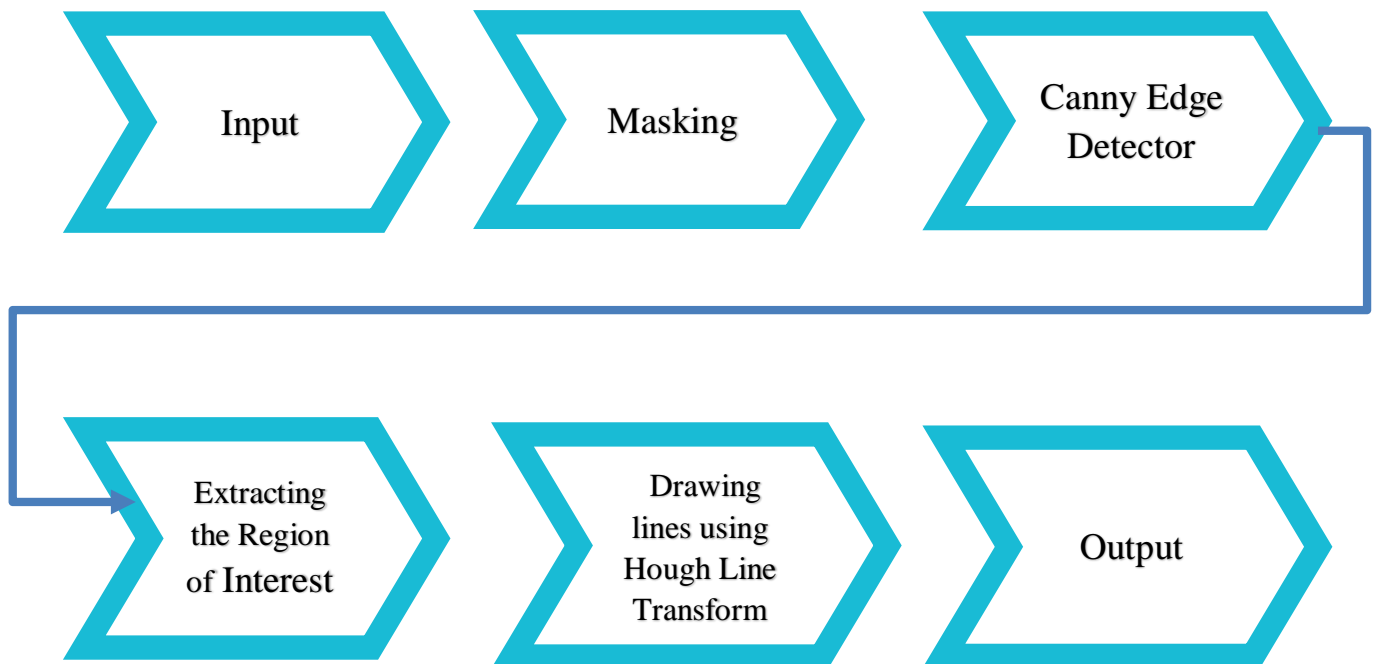 Input
Masking
Canny Edge
Detector
Extracting
the Region
of Interest
Drawing
lines using
Hough Line
Transform
Output